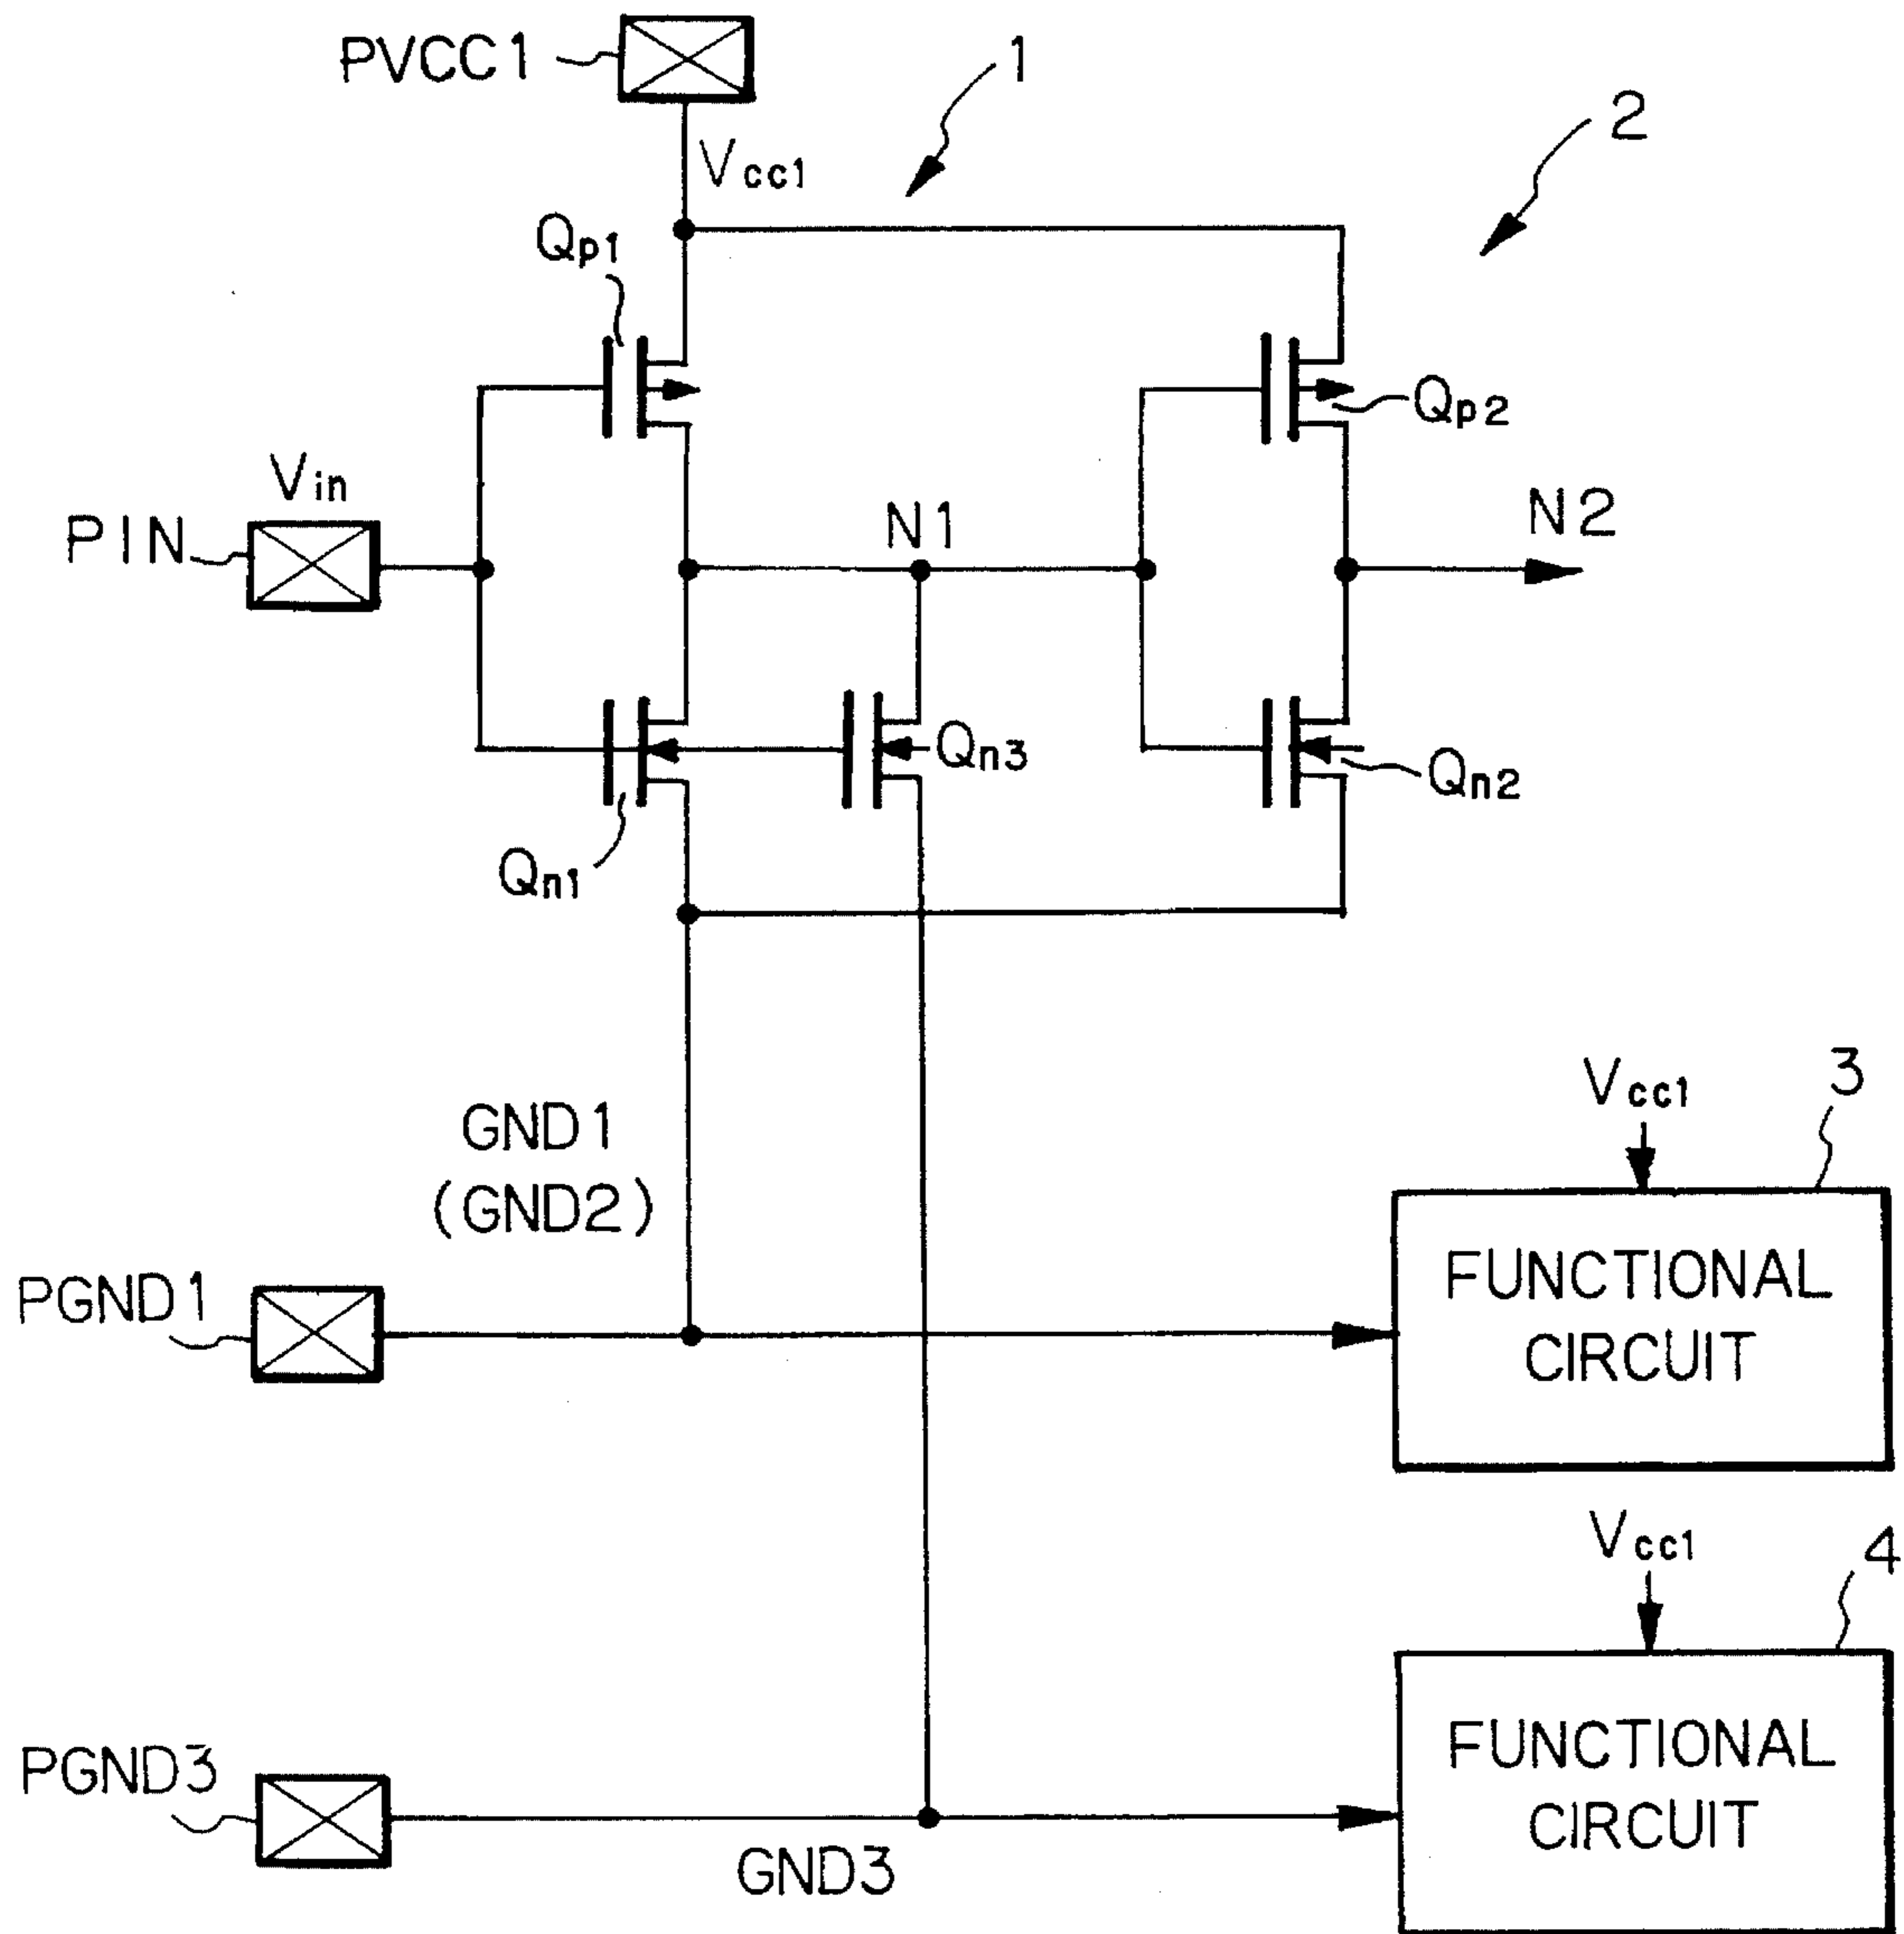 PVCC1
1
2
Vcc1
Qp1
Qp2
Vin
PIN
N1
N2
Qn3
Qn2
Qn1
GND1
(GND2)
Vcc1
3
PGND1
FUNCTIONAL
CIRCUIT
Vcc1
4
PGND3
FUNCTIONAL
CIRCUIT
GND3